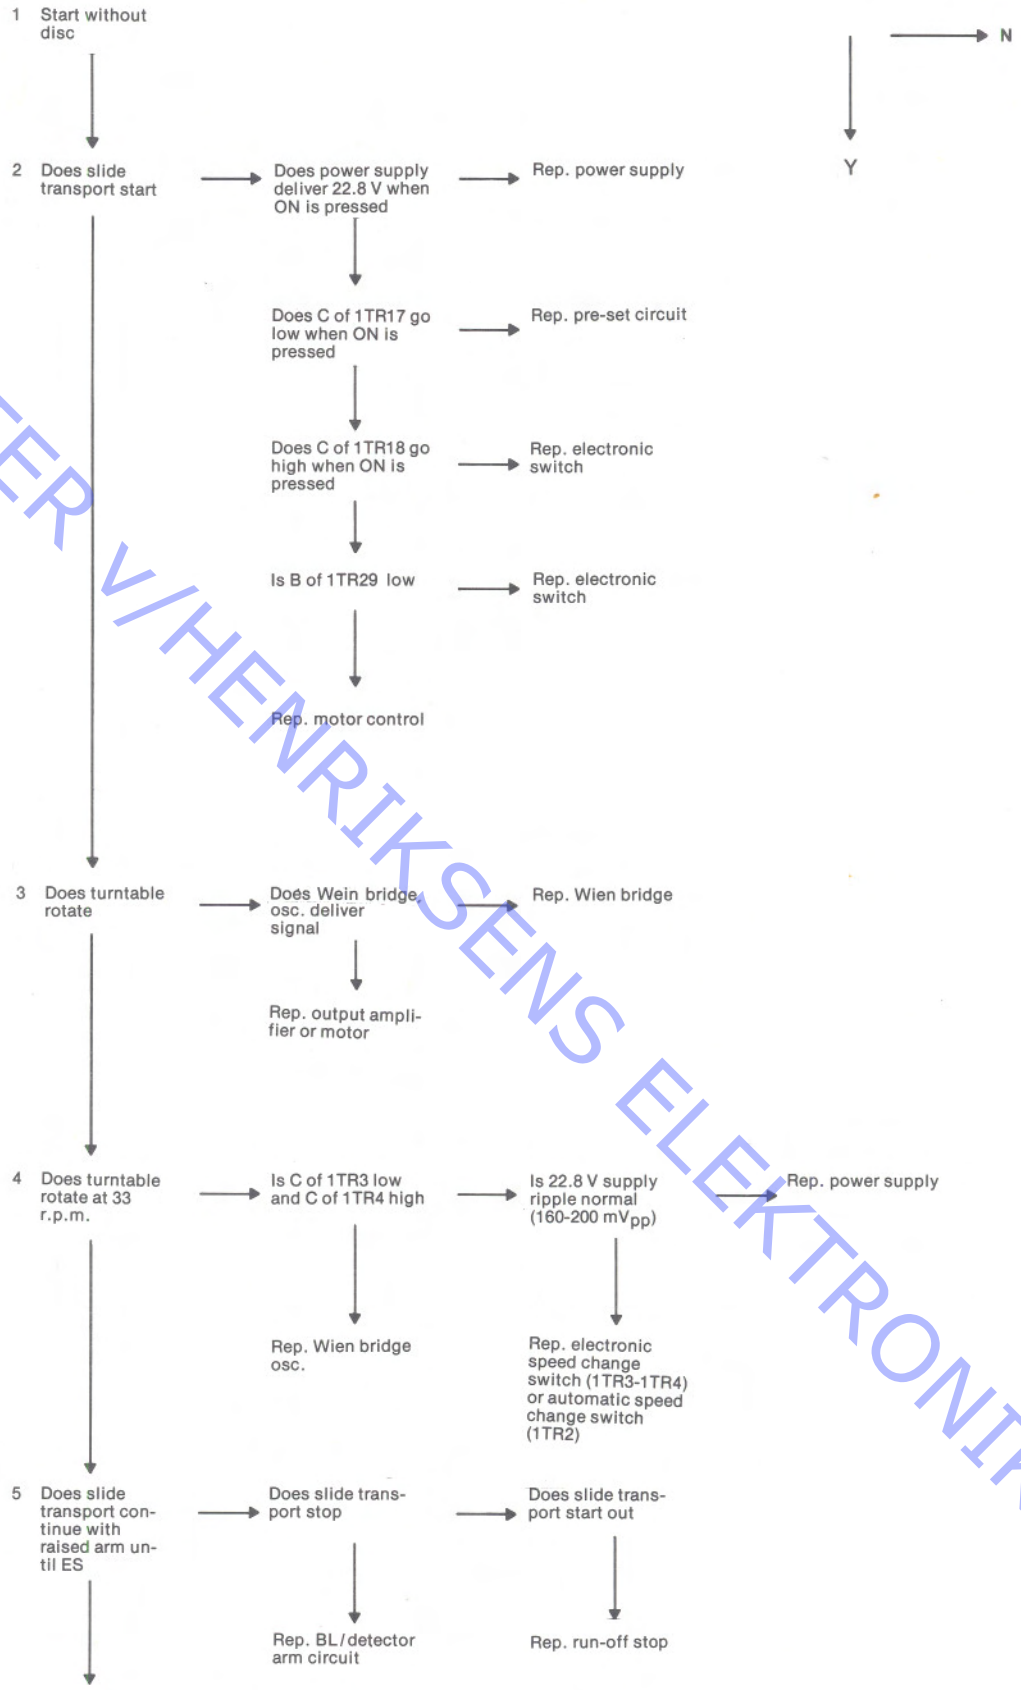 1 Start without
disc
N
Y
2 Does slide
transport start
Does power supply
deliver 22.8 V when
ON is pressed
Rep. power supply
Does C of 1TR17 go
low when ON is
pressed
Rep. pre-set circuit
Does C of 1TR18 go
high when ON is
pressed
Rep. electronic
switch
Is B of 1TR29 low
Rep. electronic
switch
Rep. motor control
3 Does turntable
rotate
Does Wein bridge
osc. deliver
signal
Rep. Wien bridge
Rep. output ampli-
fier or motor
4 Does turntable
rotate at 33
r.p.m.
Is C of 1TR3 low
and C of 1TR4 high
Is 22.8 V supply
ripple normal
(160-200 mVpp)
Rep. power supply
Rep. Wien bridge
osc.
Rep. electronic
speed change
switch (1TR3-1TR4)
or automatic speed
change switch
(1TR2)
5 Does slide
transport con-
tinue with
raised arm un-
til ES
Does slide trans-
port stop
Does slide trans-
port start out
Rep. BL/detector
arm circuit
Rep. run-off stop
TER v/HENRIKSENS ELEKTRONIK